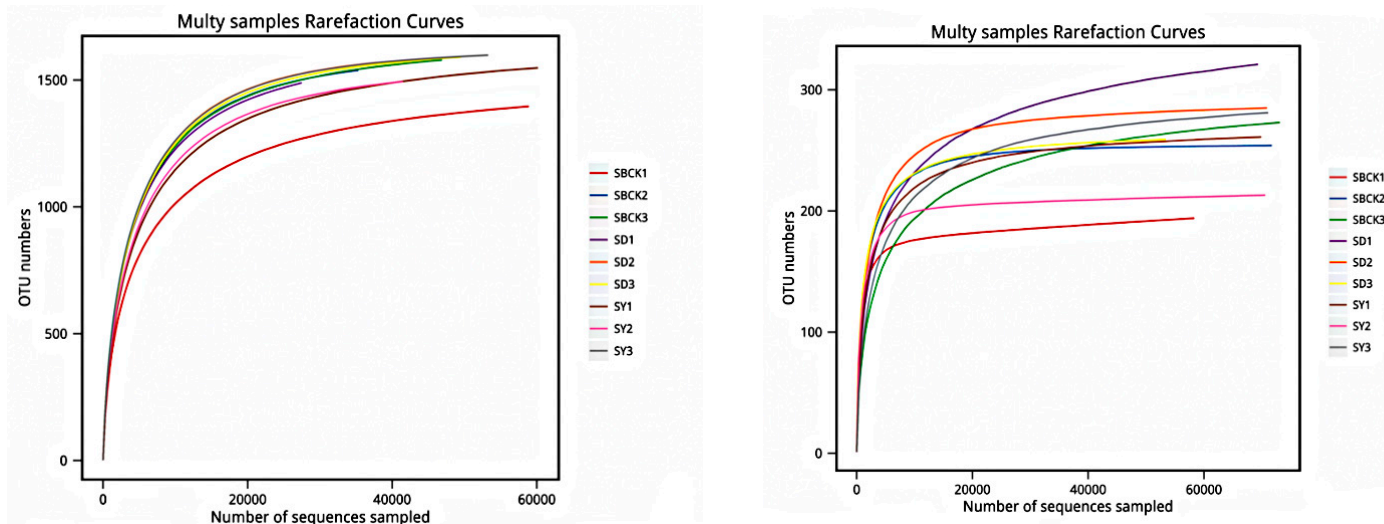 Multy samples Rarefaction Curves
OTU numbers
1500
1000
500
0
0 20000 40000 60000
Number of sequences sampled
SBCK1
SBCK2
SBCK3
SD1
SD2
SD3
SY1
SY2
SY3
Multy samples Rarefaction Curves
OTU numbers
300
200
100
0
0 20000 40000 60000
Number of sequences sampled
SBCK1
SBCK2
SBCK3
SD1
SD2
SD3
SY1
SY2
SY3